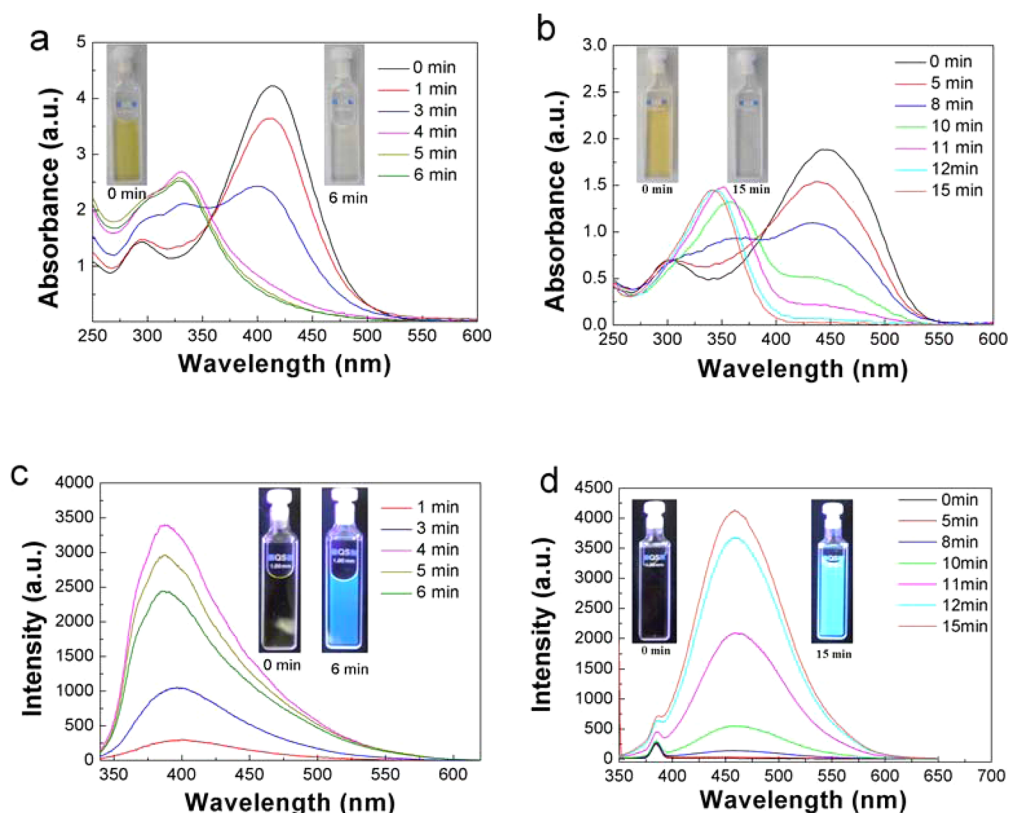 a
Absorbance (a.u.)
5
4
3
2
1
0 min
6 min
0 min
1 min
3 min
4 min
5 min
6 min
250 300 350 400 450 500 550 600
Wavelength (nm)
b
Absorbance (a.u.)
3.0
2.5
2.0
1.5
1.0
0.5
0.0
0 min
15 min
0 min
5 min
8 min
10 min
11 min
12min
15 min
250 300 350 400 450 500 550 600
Wavelength (nm)
c
Intensity (a.u.)
4000
3500
3000
2500
2000
1500
1000
500
0
0 min
6 min
1 min
3 min
4 min
5 min
6 min
350 400 450 500 550 600
Wavelength (nm)
d
Intensity (a.u.)
4500
4000
3500
3000
2500
2000
1500
1000
500
0
0 min
15 min
0min
5min
8min
10min
11min
12min
15min
350 400 450 500 550 600 650 700
Wavelength (nm)